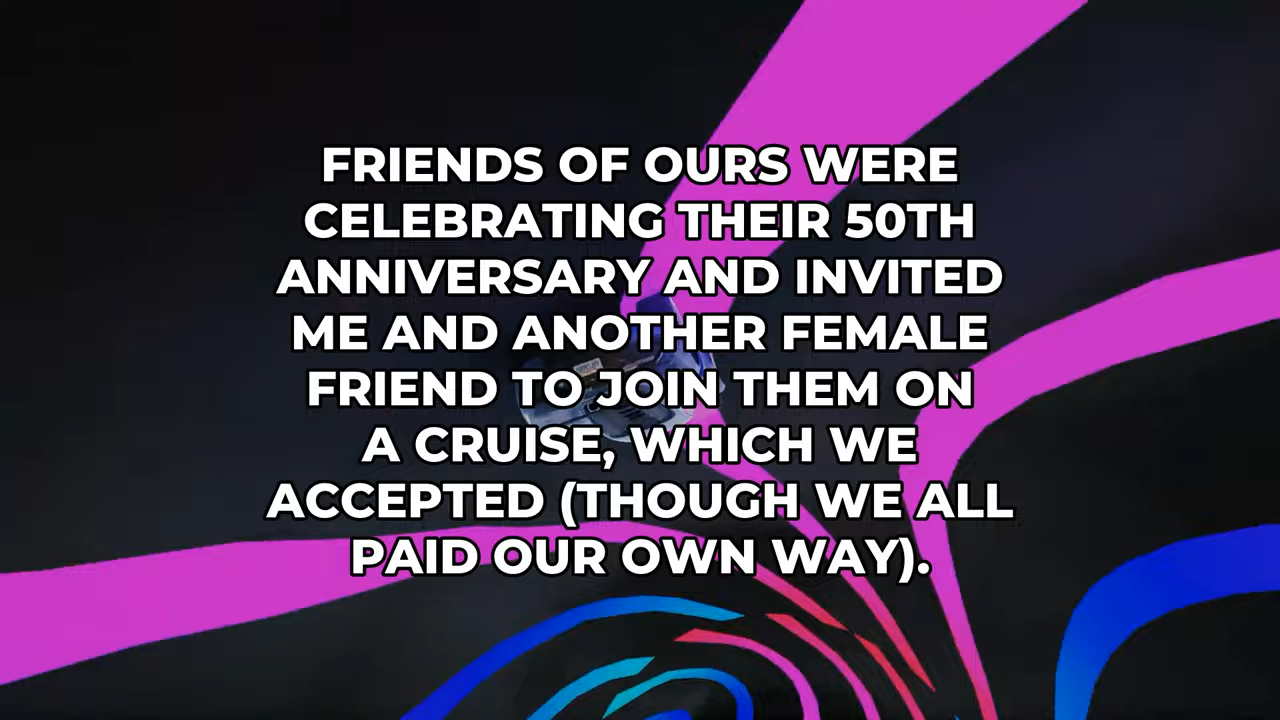 FRIENDS OF OURS WERE
CELEBRATING THEIR 50TH
ANNIVERSARY AND INVITED
ME AND ANOTHER FEMALE
FRIEND TO JOIN THEM ON
A CRUISE, WHICH WE
ACCEPTED (THOUGH WE ALL
PAID OUR OWN WAY).